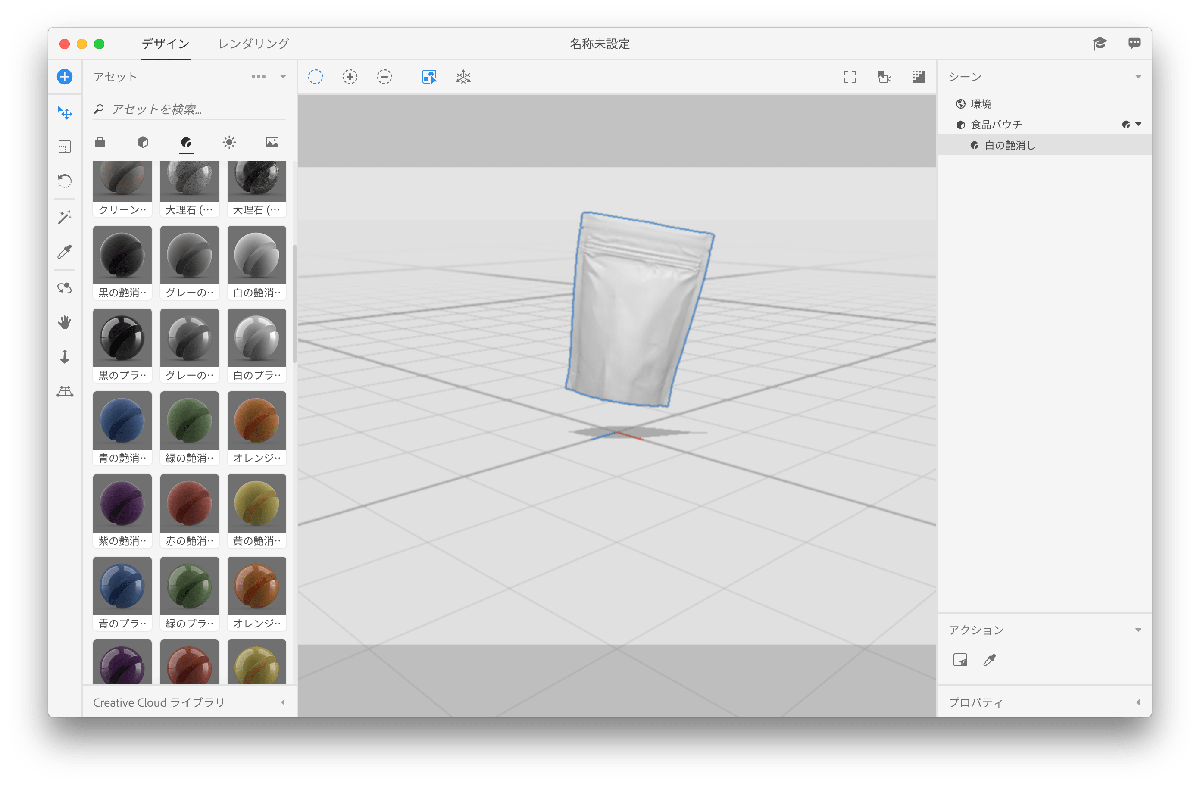 デザイン
レンダリング
名称未設定
アセット
アセットを検索...
クリーン··
大理石 (···
大理石 (···
黒の艶消··
グレーの··
白の艶消··
黒のプラ··
グレーの··
白のプラ··
青の艶消··
緑の艶消··
オレンジ··
紫の艶消··
赤の艶消··
黄の艶消··
青のプラ··
緑のプラ··
オレンジ··
Creative Cloud ライブラリ
シーン
環境
食品パウチ
白の艶消し
アクション
プロパティ